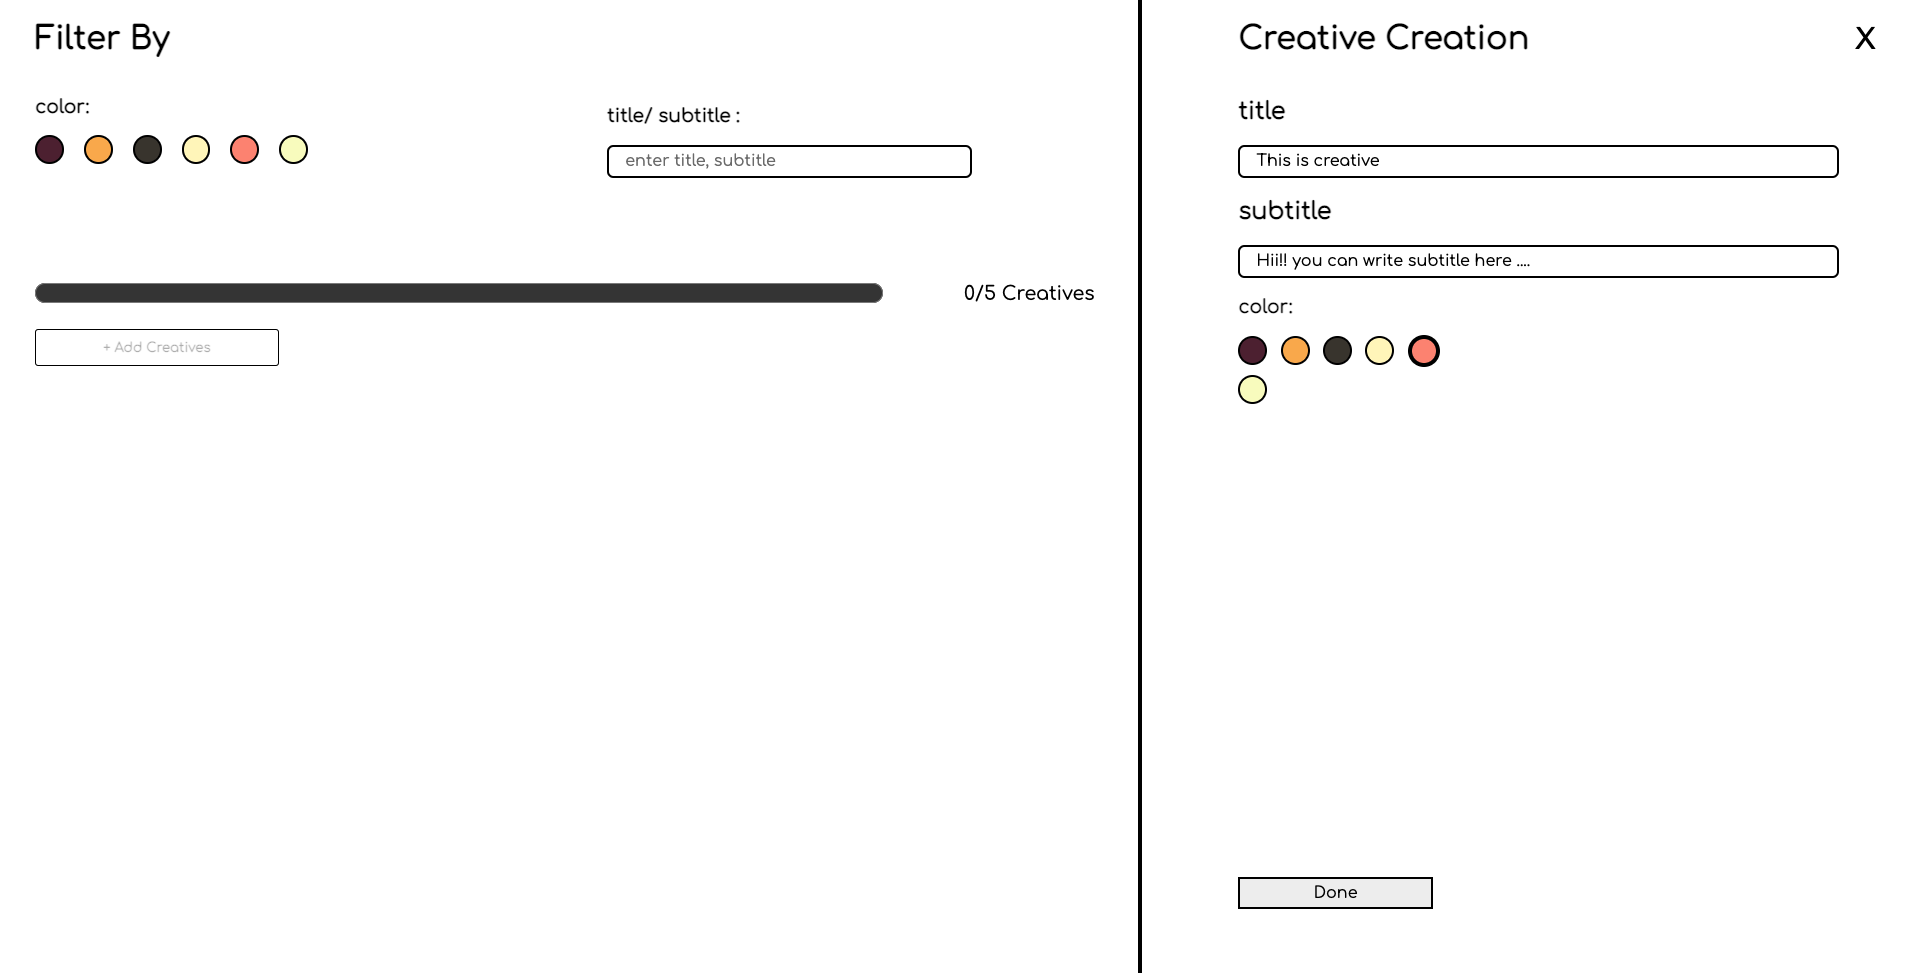 Filter By
color:
title/ subtitle :
enter title, subtitle
0/5 Creatives
+ Add Creatives
Creative Creation
X
title
This is creative
subtitle
Hii!! you can write subtitle here ....
color:
Done